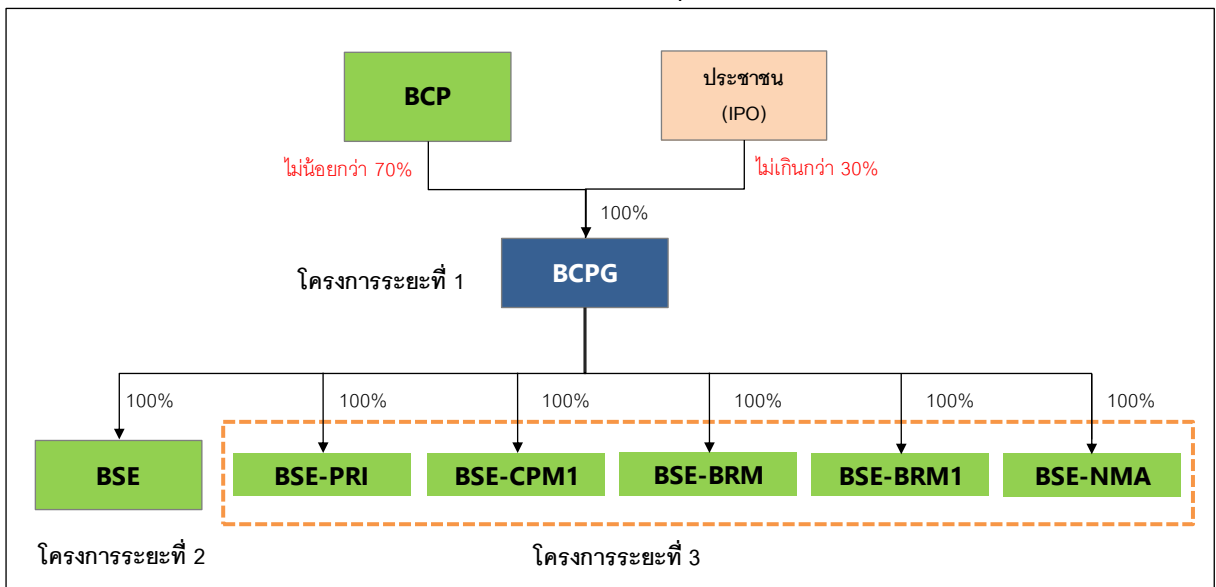 BCP
ประชาชน
(IPO)
ไม่น้อยกว่า 70%
ไม่เกินกว่า 30%
100%
BCPG
โครงการระยะที่ 1
100%
100%
100%
100%
100%
100%
BSE
BSE-PRI
BSE-CPM1
BSE-BRM
BSE-BRM1
BSE-NMA
โครงการระยะที่ 2
โครงการระยะที่ 3